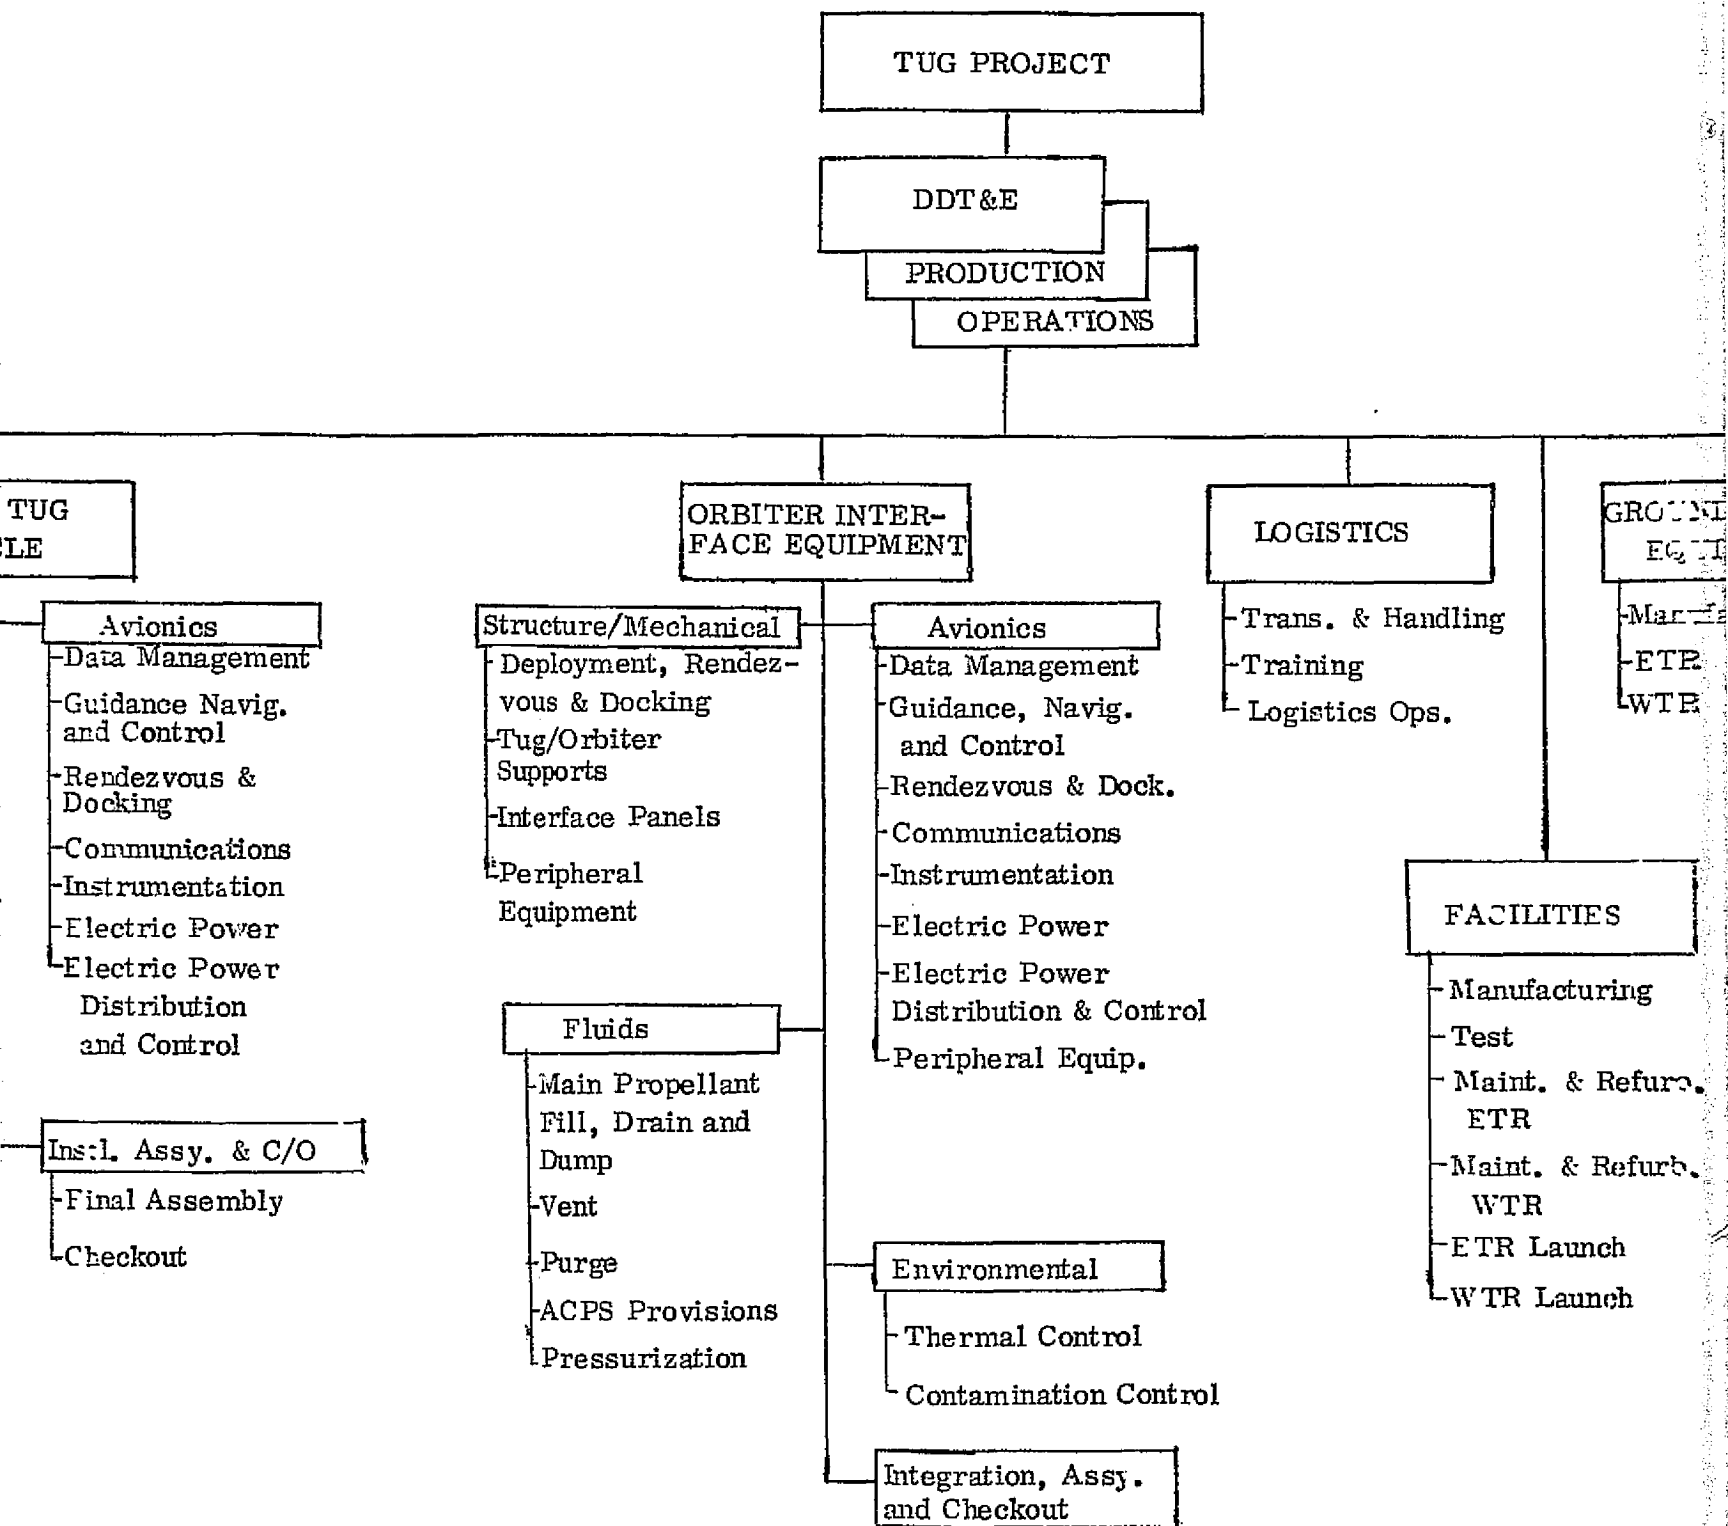 TUG PROJECT
DDT&E
PRODUCTION
OPERATIONS
TUG
ORBITER INTER-
FACE EQUIPMENT
LOGISTICS
Avionics
Data Management
Guidance Navig.
and Control
Rendezvous &
Docking
Communications
Instrumentation
Electric Power
Electric Power
Distribution
and Control
Instl. Assy. & C/O
Final Assembly
Checkout
Structure/Mechanical
Deployment, Rendez-
vous & Docking
Tug/Orbiter
Supports
Interface Panels
Peripheral
Equipment
Fluids
Main Propellant
Fill, Drain and
Dump
Vent
Purge
ACPS Provisions
Pressurization
Avionics
Data Management
Guidance, Navig.
and Control
Rendezvous & Dock.
Communications
Instrumentation
Electric Power
Electric Power
Distribution & Control
Peripheral Equip.
Environmental
Thermal Control
Contamination Control
Integration, Assy.
and Checkout
Trans. & Handling
Training
Logistics Ops.
ETR
WTR
FACILITIES
Manufacturing
Test
Maint. & Refurb.
ETR
Maint. & Refurb.
WTR
ETR Launch
WTR Launch